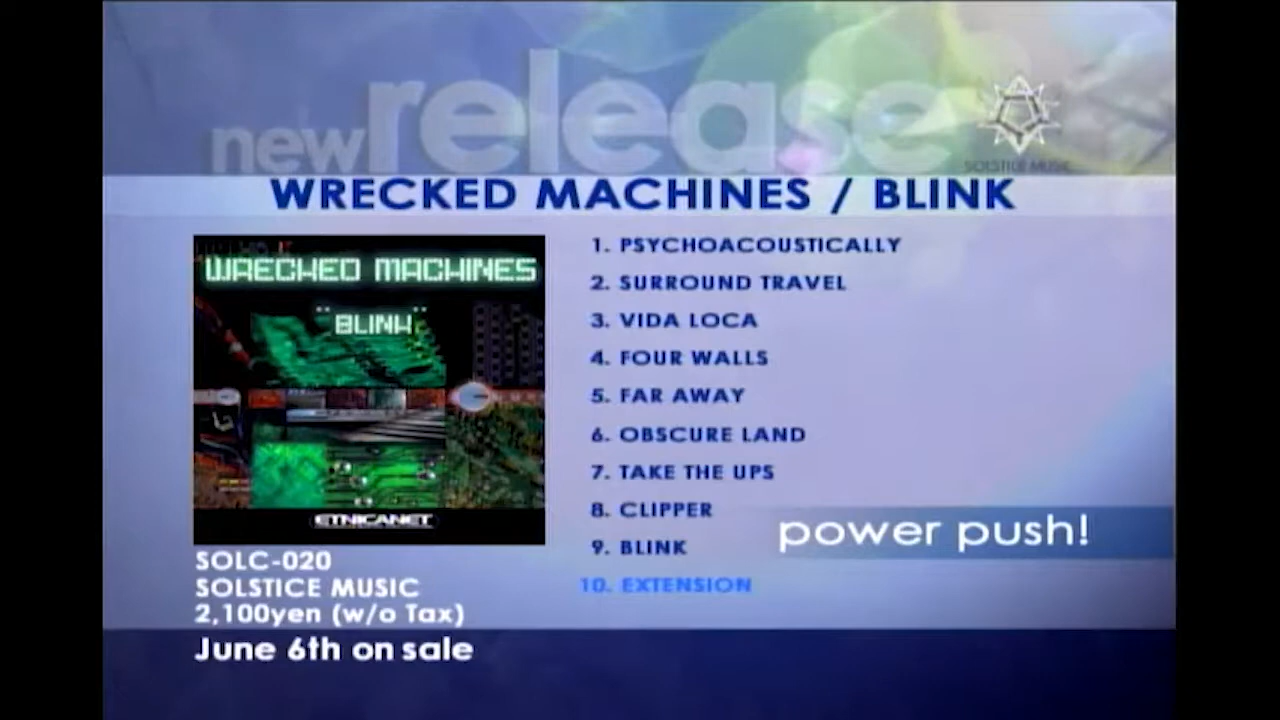 new release
SOLSTICE MUSIC
WRECKED MACHINES / BLINK
WRECKED MACHINES
"BLINK"
ETNICANET
1. PSYCHOACOUSTICALLY
2. SURROUND TRAVEL
3. VIDA LOCA
4. FOUR WALLS
5. FAR AWAY
6. OBSCURE LAND
7. TAKE THE UPS
8. CLIPPER
9. BLINK
10. EXTENSION
power push!
SOLC-020
SOLSTICE MUSIC
2,100yen (w/o Tax)
June 6th on sale